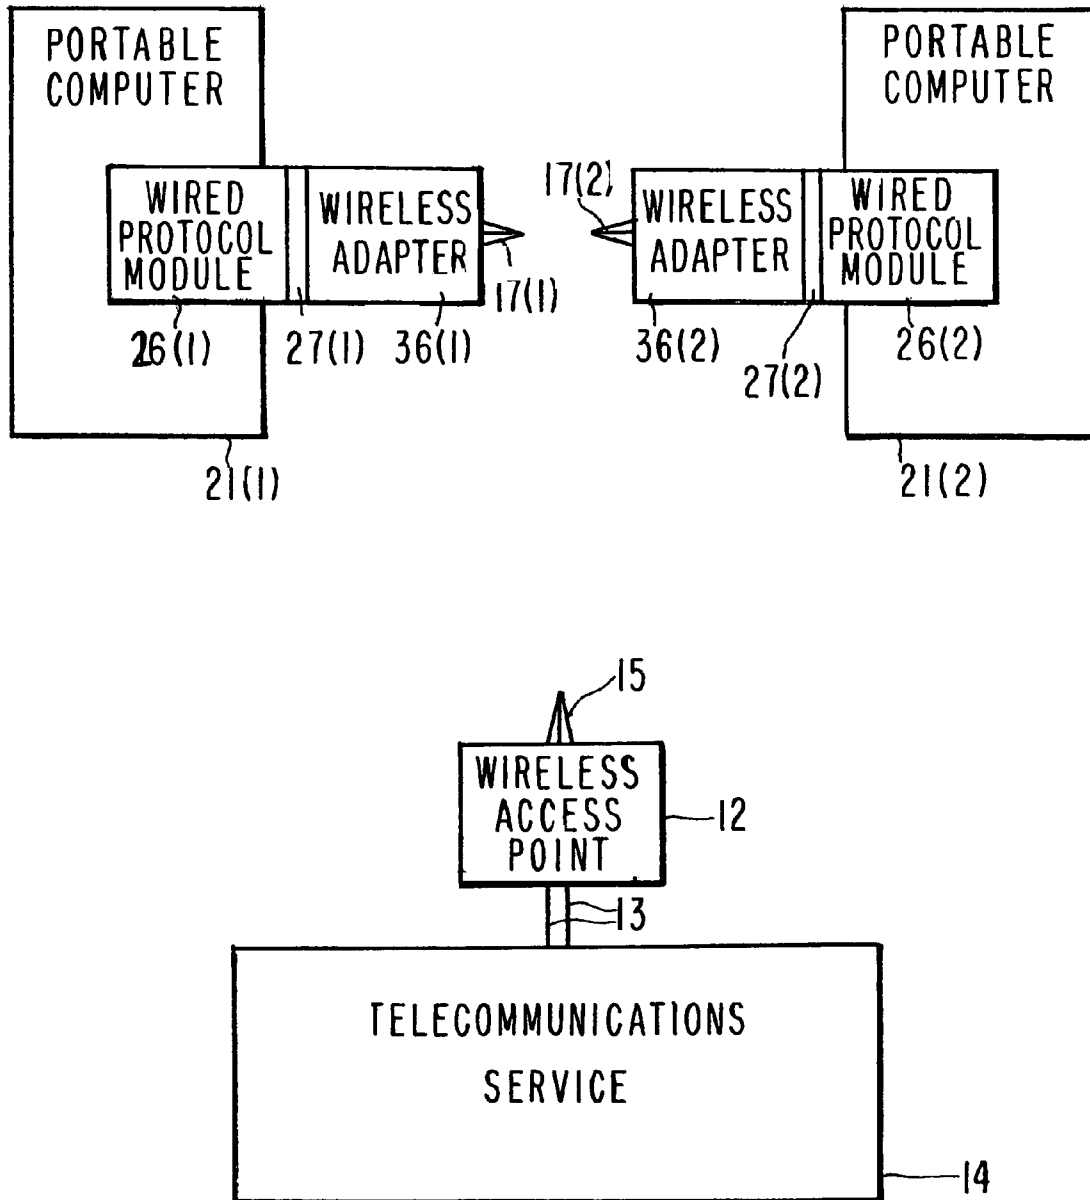 PORTABLE
COMPUTER
WIRED
PROTOCOL
MODULE
WIRELESS
ADAPTER
17(1)
26(1)
27(1)
36(1)
21(1)
PORTABLE
COMPUTER
17(2)
WIRELESS
ADAPTER
WIRED
PROTOCOL
MODULE
36(2)
27(2)
26(2)
21(2)
15
WIRELESS
ACCESS
POINT
12
13
TELECOMMUNICATIONS
SERVICE
14